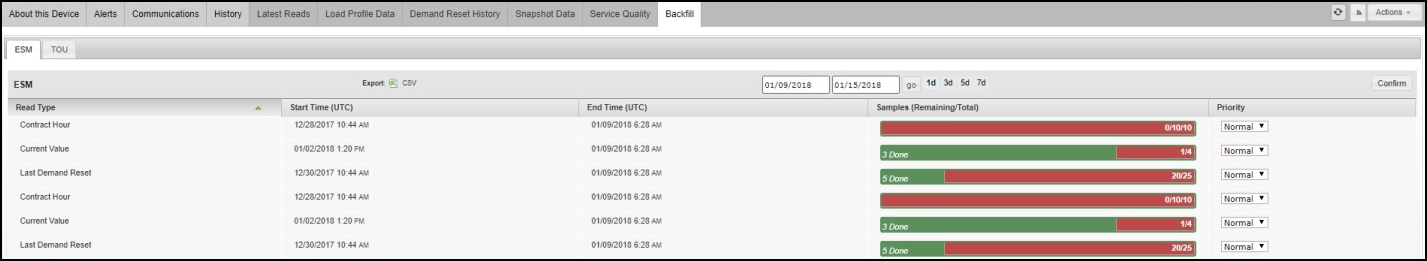 About this Device Alerts Communications History Latest Reads Load Profile Data Demand Reset History Snapshot Data Service Quality Backfill Actions
ESM TOU
ESM Export: CSV 01/09/2018 01/15/2018 go 1d 3d 5d 7d Confirm
Read Type Start Time (UTC) End Time (UTC) Samples (Remaining/Total) Priority
Contract Hour 12/28/2017 10:44 AM 01/09/2018 6:28 AM 0/10/10 Normal
Current Value 01/02/2018 1:20 PM 01/09/2018 6:28 AM 3 Done 1/4 Normal
Last Demand Reset 12/30/2017 10:44 AM 01/09/2018 6:28 AM 5 Done 20/25 Normal
Contract Hour 12/28/2017 10:44 AM 01/09/2018 6:28 AM 0/10/10 Normal
Current Value 01/02/2018 1:20 PM 01/09/2018 6:28 AM 3 Done 1/4 Normal
Last Demand Reset 12/30/2017 10:44 AM 01/09/2018 6:28 AM 5 Done 20/25 Normal